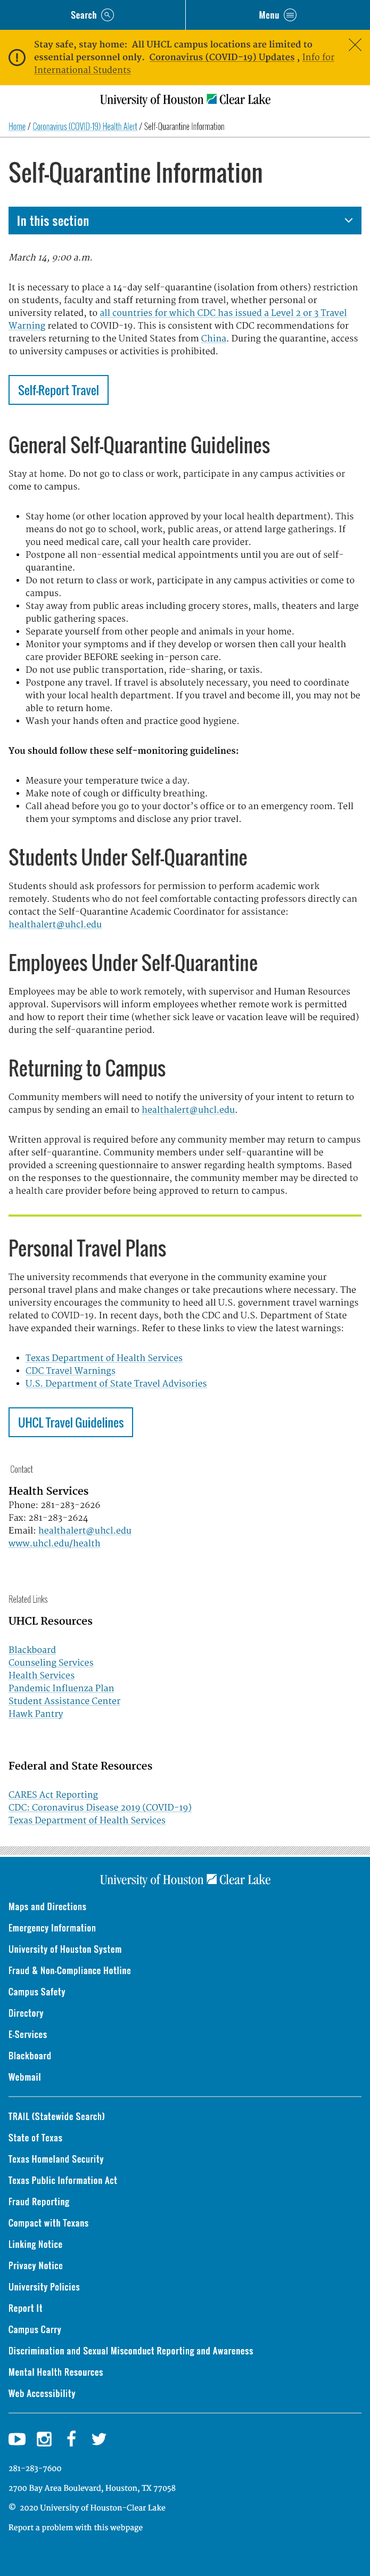 Search
Menu
Stay safe, stay home: All UHCL campus locations are limited to
essential personnel only. Coronavirus (COVID-19) Updates , Info for
International Students
University of Houston Clear Lake
Home / Coronavirus (COVID-19) Health Alert / Self-Quarantine Information
Self-Quarantine Information
In this section
March 14, 9:00 a.m.
It is necessary to place a 14-day self-quarantine (isolation from others) restriction
on students, faculty and staff returning from travel, whether personal or
university related, to all countries for which CDC has issued a Level 2 or 3 Travel
Warning related to COVID-19. This is consistent with CDC recommendations for
travelers returning to the United States from China. During the quarantine, access
to university campuses or activities is prohibited.
Self-Report Travel
General Self-Quarantine Guidelines
Stay at home. Do not go to class or work, participate in any campus activities or
come to campus.
• Stay home (or other location approved by your local health department). This
means do not go to school, work, public areas, or attend large gatherings. If
you need medical care, call your health care provider.
• Postpone all non-essential medical appointments until you are out of self-
quarantine.
• Do not return to class or work, participate in any campus activities or come to
campus.
• Stay away from public areas including grocery stores, malls, theaters and large
public gathering spaces.
• Separate yourself from other people and animals in your home.
• Monitor your symptoms and if they develop or worsen then call your health
care provider BEFORE seeking in-person care.
• Do not use public transportation, ride-sharing, or taxis.
• Postpone any travel. If travel is absolutely necessary, you need to coordinate
with your local health department. If you travel and become ill, you may not be
able to return home.
• Wash your hands often and practice good hygiene.
You should follow these self-monitoring guidelines:
• Measure your temperature twice a day.
• Make note of cough or difficulty breathing.
• Call ahead before you go to your doctor's office or to an emergency room. Tell
them your symptoms and disclose any prior travel.
Students Under Self-Quarantine
Students should ask professors for permission to perform academic work
remotely. Students who do not feel comfortable contacting professors directly can
contact the Self-Quarantine Academic Coordinator for assistance:
healthalert@uhcl.edu
Employees Under Self-Quarantine
Employees may be able to work remotely, with supervisor and Human Resources
approval. Supervisors will inform employees whether remote work is permitted
and how to report their time (whether sick leave or vacation leave will be required)
during the self-quarantine period.
Returning to Campus
Community members will need to notify the university of your intent to return to
campus by sending an email to healthalert@uhcl.edu.
Written approval is required before any community member may return to campus
after self-quarantine. Community members under self-quarantine will be
provided a screening questionnaire to answer regarding health symptoms. Based
on the responses to the questionnaire, the community member may be directed to
a health care provider before being approved to return to campus.
Personal Travel Plans
The university recommends that everyone in the community examine your
personal travel plans and make changes or take precautions where necessary. The
university encourages the community to heed all U.S. government travel warnings
related to COVID-19. In recent days, both the CDC and U.S. Department of State
have expanded their warnings. Refer to these links to view the latest warnings:
• Texas Department of Health Services
• CDC Travel Warnings
• U.S. Department of State Travel Advisories
UHCL Travel Guidelines
Contact
Health Services
Phone: 281-283-2626
Fax: 281-283-2624
Email: healthalert@uhcl.edu
www.uhcl.edu/health
Related Links
UHCL Resources
Blackboard
Counseling Services
Health Services
Pandemic Influenza Plan
Student Assistance Center
Hawk Pantry
Federal and State Resources
CARES Act Reporting
CDC: Coronavirus Disease 2019 (COVID-19)
Texas Department of Health Services
University of Houston Clear Lake
Maps and Directions
Emergency Information
University of Houston System
Fraud & Non-Compliance Hotline
Campus Safety
Directory
E-Services
Blackboard
Webmail
TRAIL (Statewide Search)
State of Texas
Texas Homeland Security
Texas Public Information Act
Fraud Reporting
Compact with Texans
Linking Notice
Privacy Notice
University Policies
Report It
Campus Carry
Discrimination and Sexual Misconduct Reporting and Awareness
Mental Health Resources
Web Accessibility
281-283-7600
2700 Bay Area Boulevard, Houston, TX 77058
© 2020 University of Houston-Clear Lake
Report a problem with this webpage